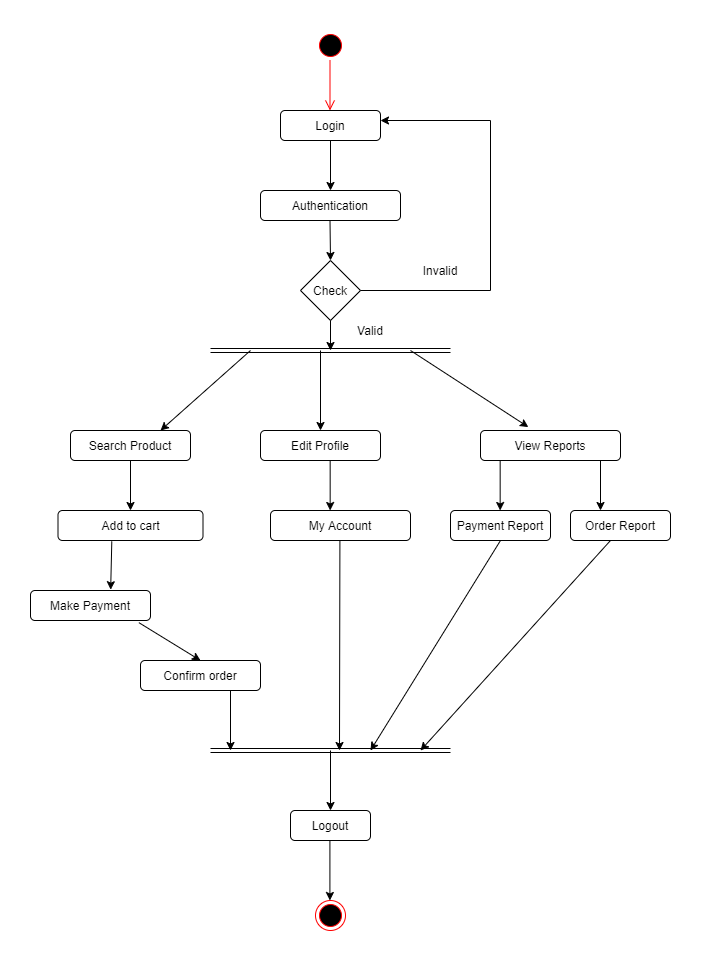 Login
Authentication
Check
Invalid
Valid
Search Product
Edit Profile
View Reports
Add to cart
My Account
Payment Report
Order Report
Make Payment
Confirm order
Logout